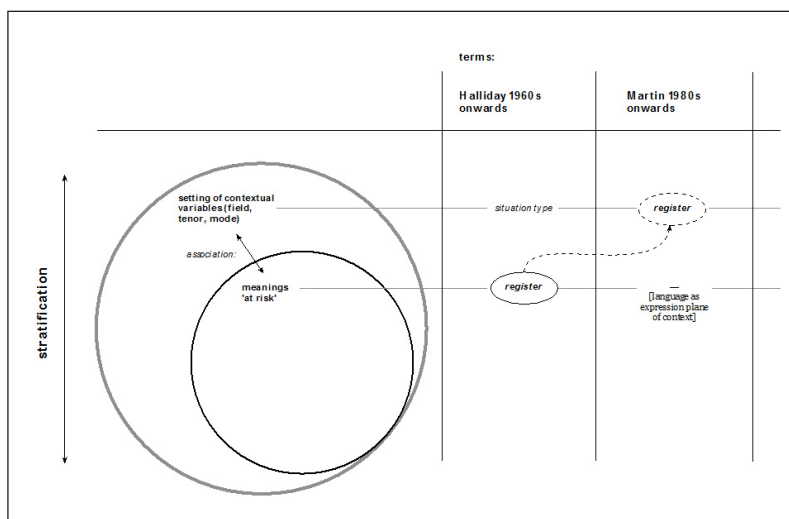 terms:
Halliday 1960s
onwards
Martin 1980s
onwards
stratification
setting of contextual
variables (field,
tenor, mode)
situation type
register
association:
meanings
'at risk'
register
—
[language as
expression plane
of context]